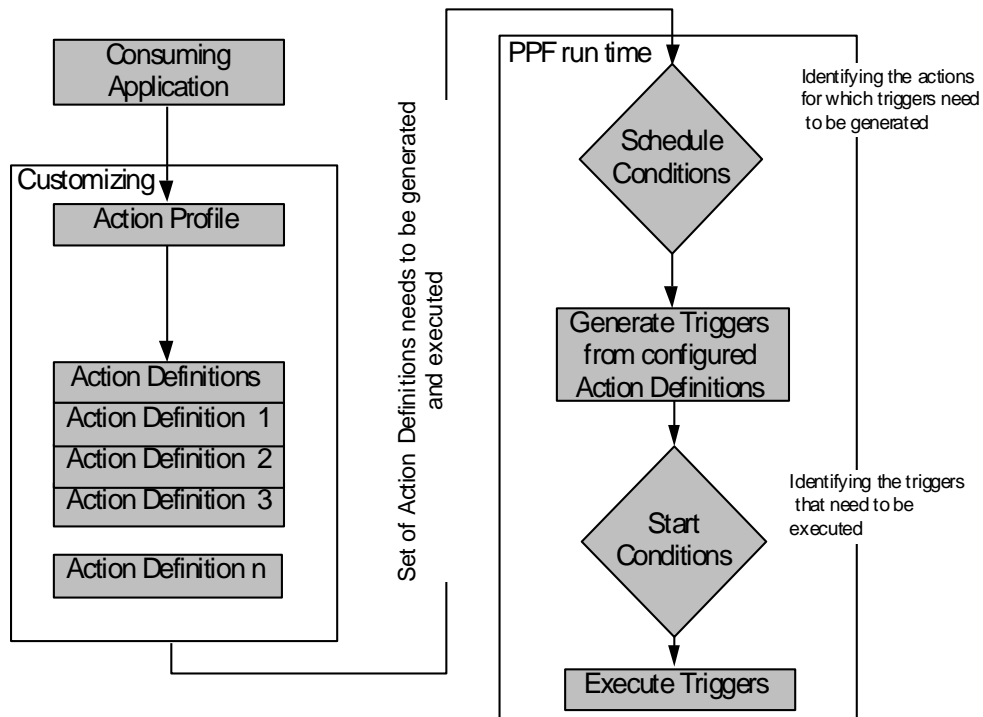 Consuming
Application
Customizing
Action Profile
Action Definitions
Action Definition 1
Action Definition 2
Action Definition 3
Action Definition n
Set of Action Definitions needs to be generated
and executed
PPF run time
Schedule
Conditions
Identifying the actions
for which triggers need
to be generated
Generate Triggers
from configured
Action Definitions
Start
Conditions
Identifying the triggers
that need to be
executed
Execute Triggers